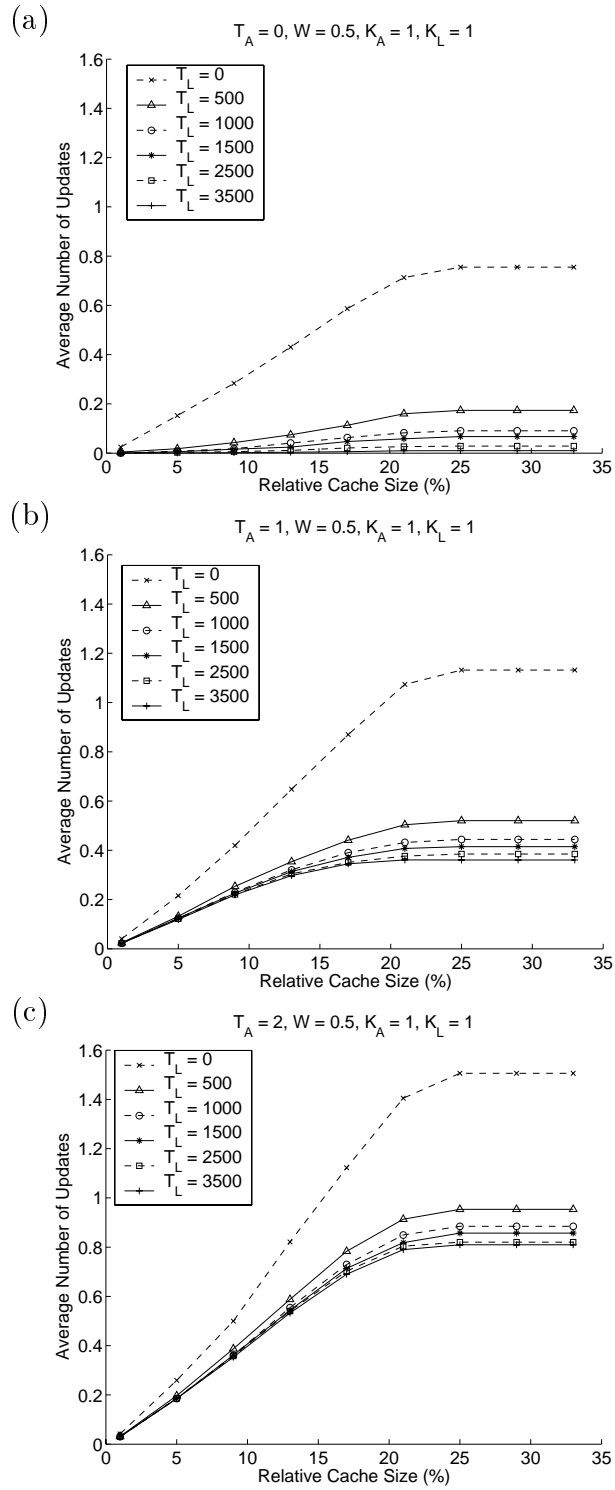 (a)
T_A = 0, W = 0.5, K_A = 1, K_L = 1
T_L = 0
T_L = 500
T_L = 1000
T_L = 1500
T_L = 2500
T_L = 3500
1.6
1.4
1.2
1
0.8
0.6
0.4
0.2
0
Average Number of Updates
0 5 10 15 20 25 30 35
Relative Cache Size (%)
(b)
T_A = 1, W = 0.5, K_A = 1, K_L = 1
T_L = 0
T_L = 500
T_L = 1000
T_L = 1500
T_L = 2500
T_L = 3500
1.6
1.4
1.2
1
0.8
0.6
0.4
0.2
0
Average Number of Updates
0 5 10 15 20 25 30 35
Relative Cache Size (%)
(c)
T_A = 2, W = 0.5, K_A = 1, K_L = 1
T_L = 0
T_L = 500
T_L = 1000
T_L = 1500
T_L = 2500
T_L = 3500
1.6
1.4
1.2
1
0.8
0.6
0.4
0.2
0
Average Number of Updates
0 5 10 15 20 25 30 35
Relative Cache Size (%)